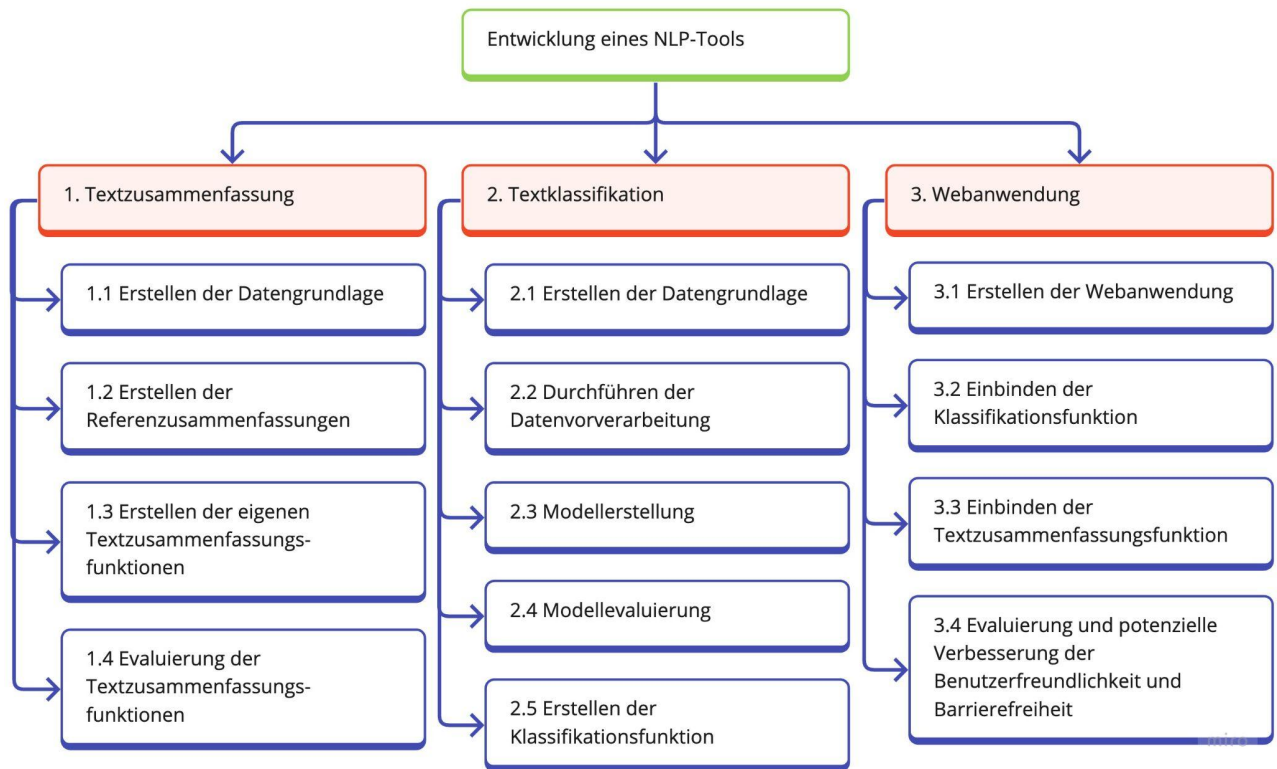 Entwicklung eines NLP-Tools
1. Textzusammenfassung
1.1 Erstellen der Datengrundlage
1.2 Erstellen der
Referenzusammenfassungen
1.3 Erstellen der eigenen
Textzusammenfassungs-
funktionen
1.4 Evaluierung der
Textzusammenfassungs-
funktionen
2. Textklassifikation
2.1 Erstellen der Datengrundlage
2.2 Durchführen der
Datenvorverarbeitung
2.3 Modellerstellung
2.4 Modellevaluierung
2.5 Erstellen der
Klassifikationsfunktion
3. Webanwendung
3.1 Erstellen der Webanwendung
3.2 Einbinden der
Klassifikationsfunktion
3.3 Einbinden der
Textzusammenfassungsfunktion
3.4 Evaluierung und potenzielle
Verbesserung der
Benutzerfreundlichkeit und
Barrierefreiheit
miro